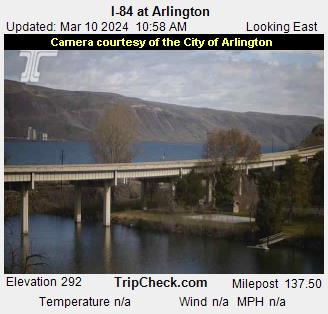 I-84 at Arlington
Updated: Mar 10 2024 10:58 AM Looking East
Camera courtesy of the City of Arlington
Elevation 292 TripCheck.com Milepost 137.50
Temperature n/a Wind n/a MPH n/a